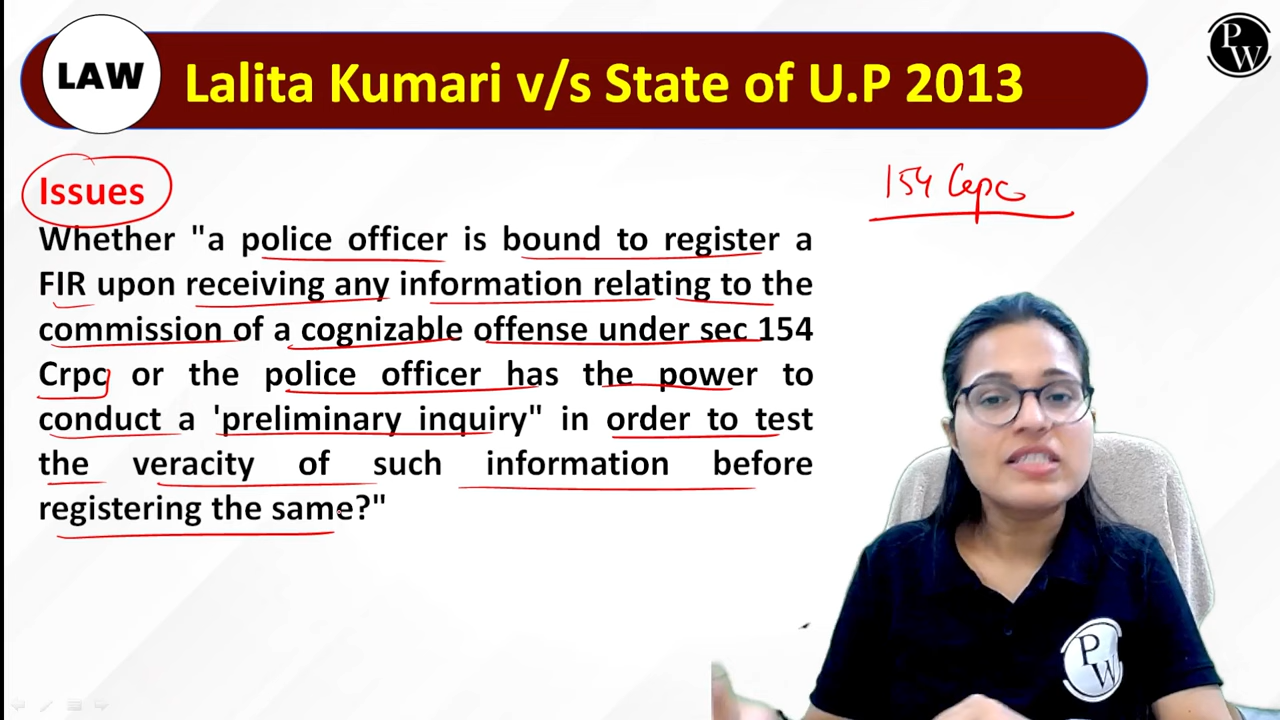 LAW
Lalita Kumari v/s State of U.P 2013
P
W
Issues
154 Crpc
Whether "a police officer is bound to register a
FIR upon receiving any information relating to the
commission of a cognizable offense under sec 154
Crpc or the police officer has the power to
conduct a 'preliminary inquiry" in order to test
the veracity of such information before
registering the same?"
P
W